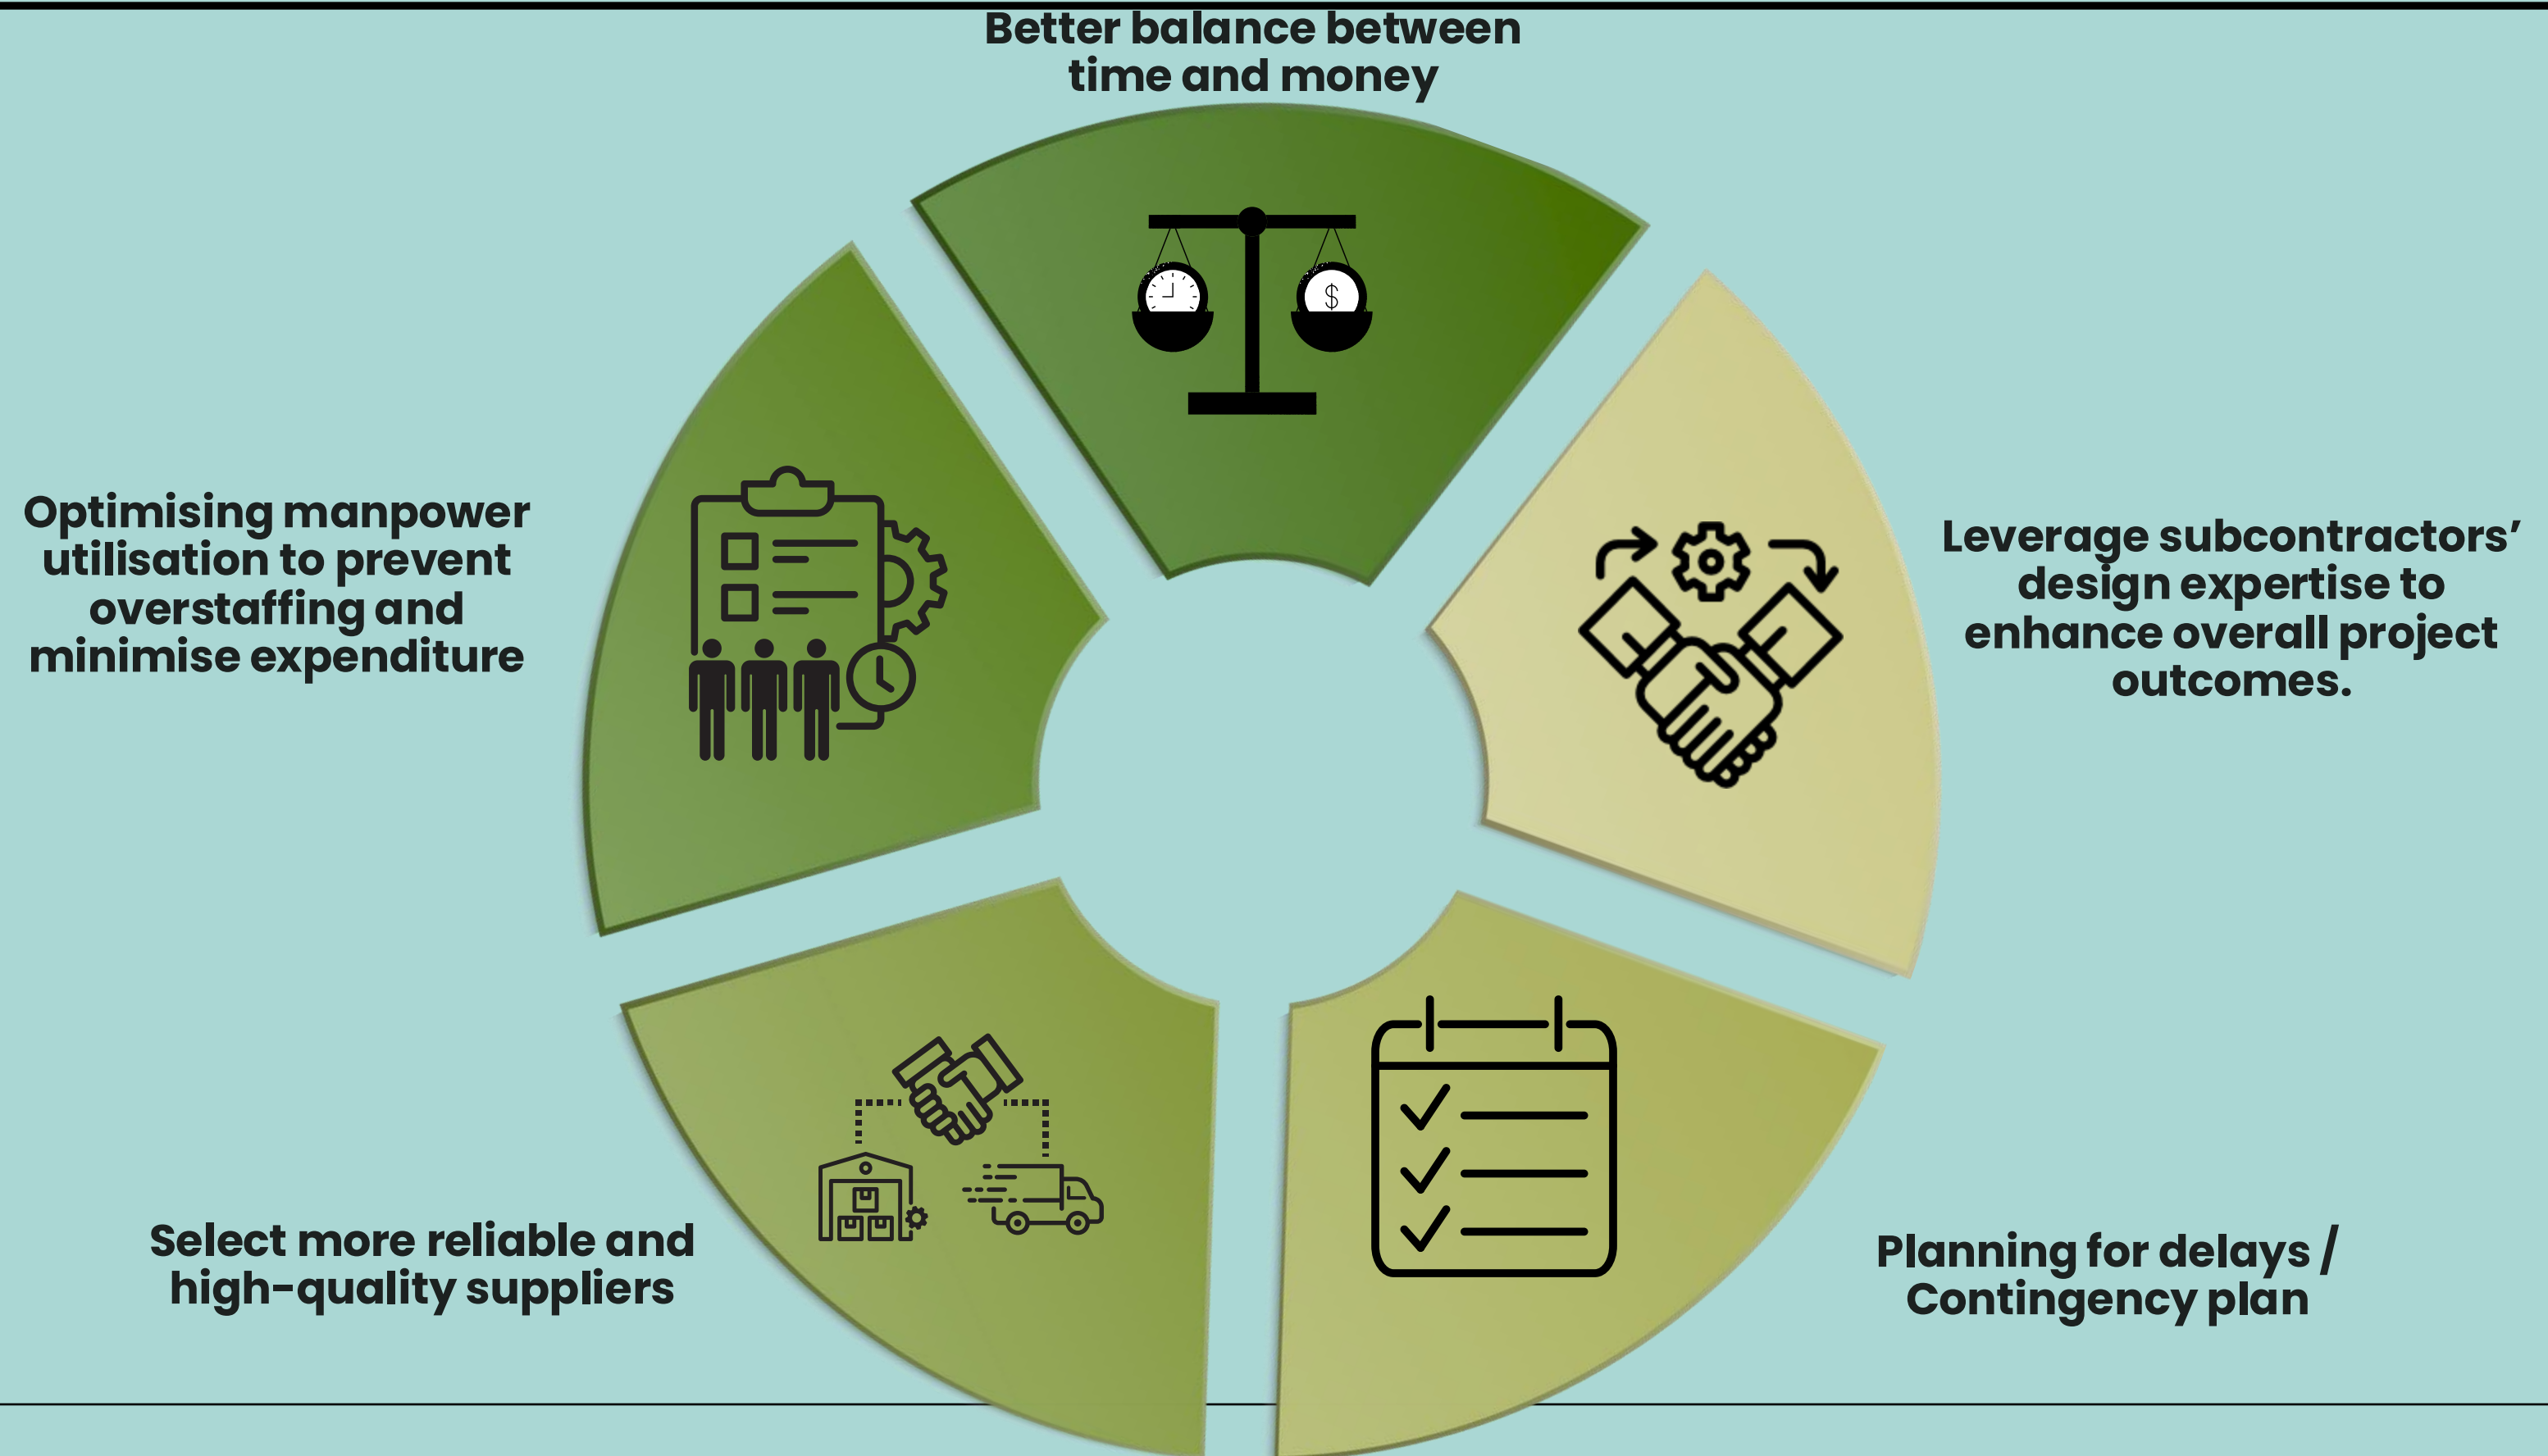 Better balance between
time and money
Optimising manpower
utilisation to prevent
overstaffing and
minimise expenditure
Leverage subcontractors’
design expertise to
enhance overall project
outcomes.
Select more reliable and
high-quality suppliers
Planning for delays /
Contingency plan
$